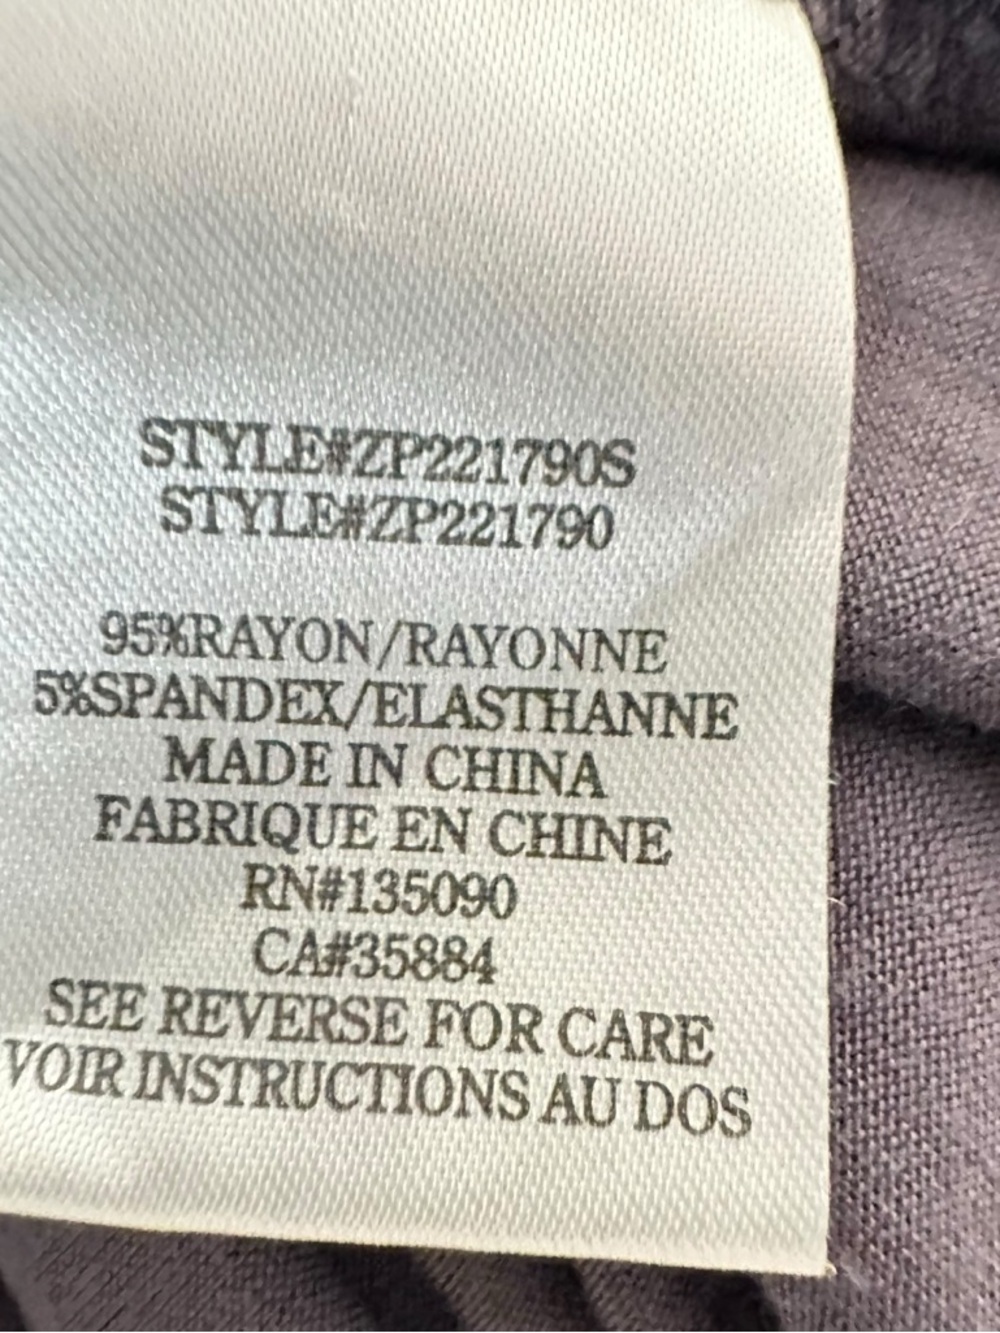 STYLE#ZP221790S
STYLE#ZP221790
95%RAYON/RAYONNE
5%SPANDEX/ELASTHANNE
MADE IN CHINA
FABRIQUE EN CHINE
RN#135090
CA#35884
SEE REVERSE FOR CARE
VOIR INSTRUCTIONS AU DOS